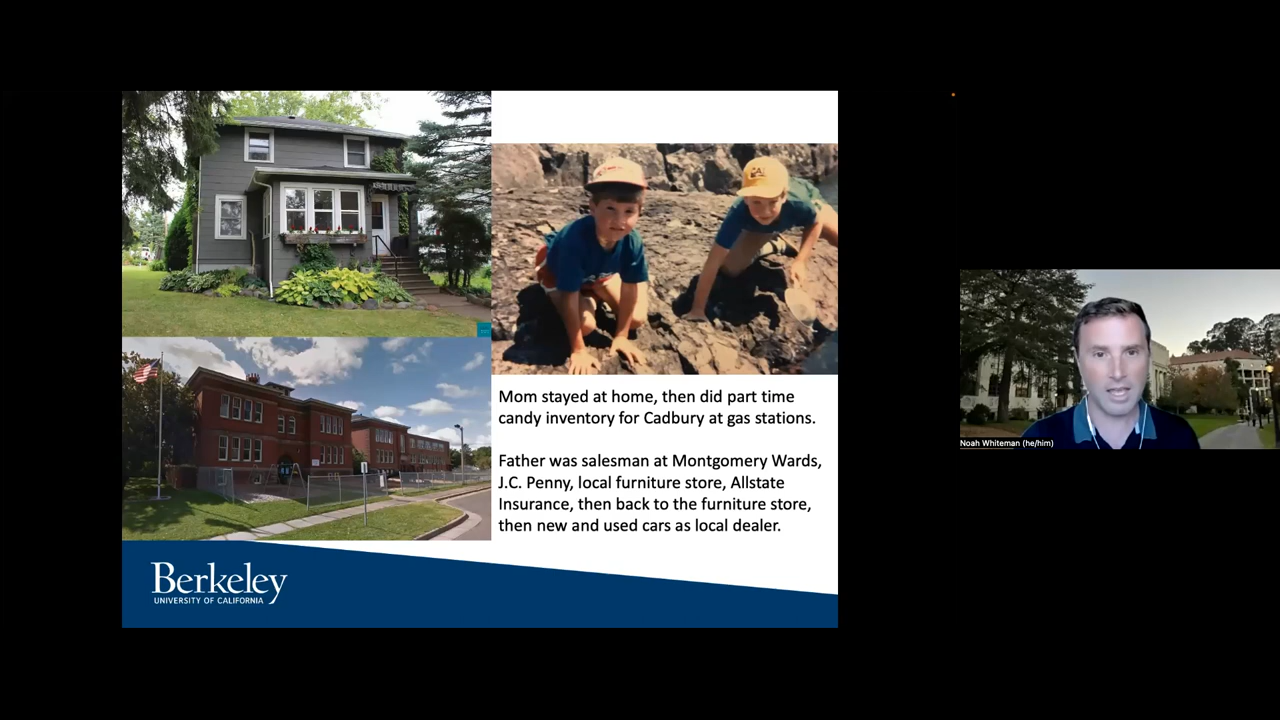 CAL
Mom stayed at home, then did part time
candy inventory for Cadbury at gas stations.
Father was salesman at Montgomery Wards,
J.C. Penny, local furniture store, Allstate
Insurance, then back to the furniture store,
then new and used cars as local dealer.
Berkeley
UNIVERSITY OF CALIFORNIA
Noah Whiteman (he/him)